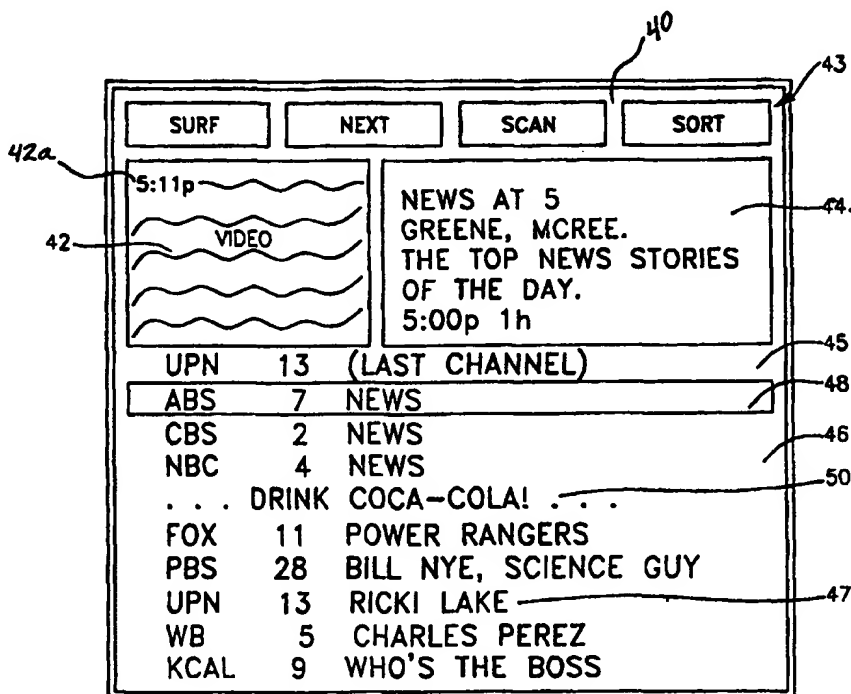 40
43
SURF NEXT SCAN SORT
42a
5:11p
42
VIDEO
NEWS AT 5
GREENE, MCREE.
THE TOP NEWS STORIES
OF THE DAY.
5:00p 1h
44
UPN 13 (LAST CHANNEL)
45
ABS 7 NEWS
48
CBS 2 NEWS
46
NBC 4 NEWS
. . . DRINK COCA-COLA! . . .
50
FOX 11 POWER RANGERS
PBS 28 BILL NYE, SCIENCE GUY
UPN 13 RICKI LAKE
47
WB 5 CHARLES PEREZ
KCAL 9 WHO'S THE BOSS